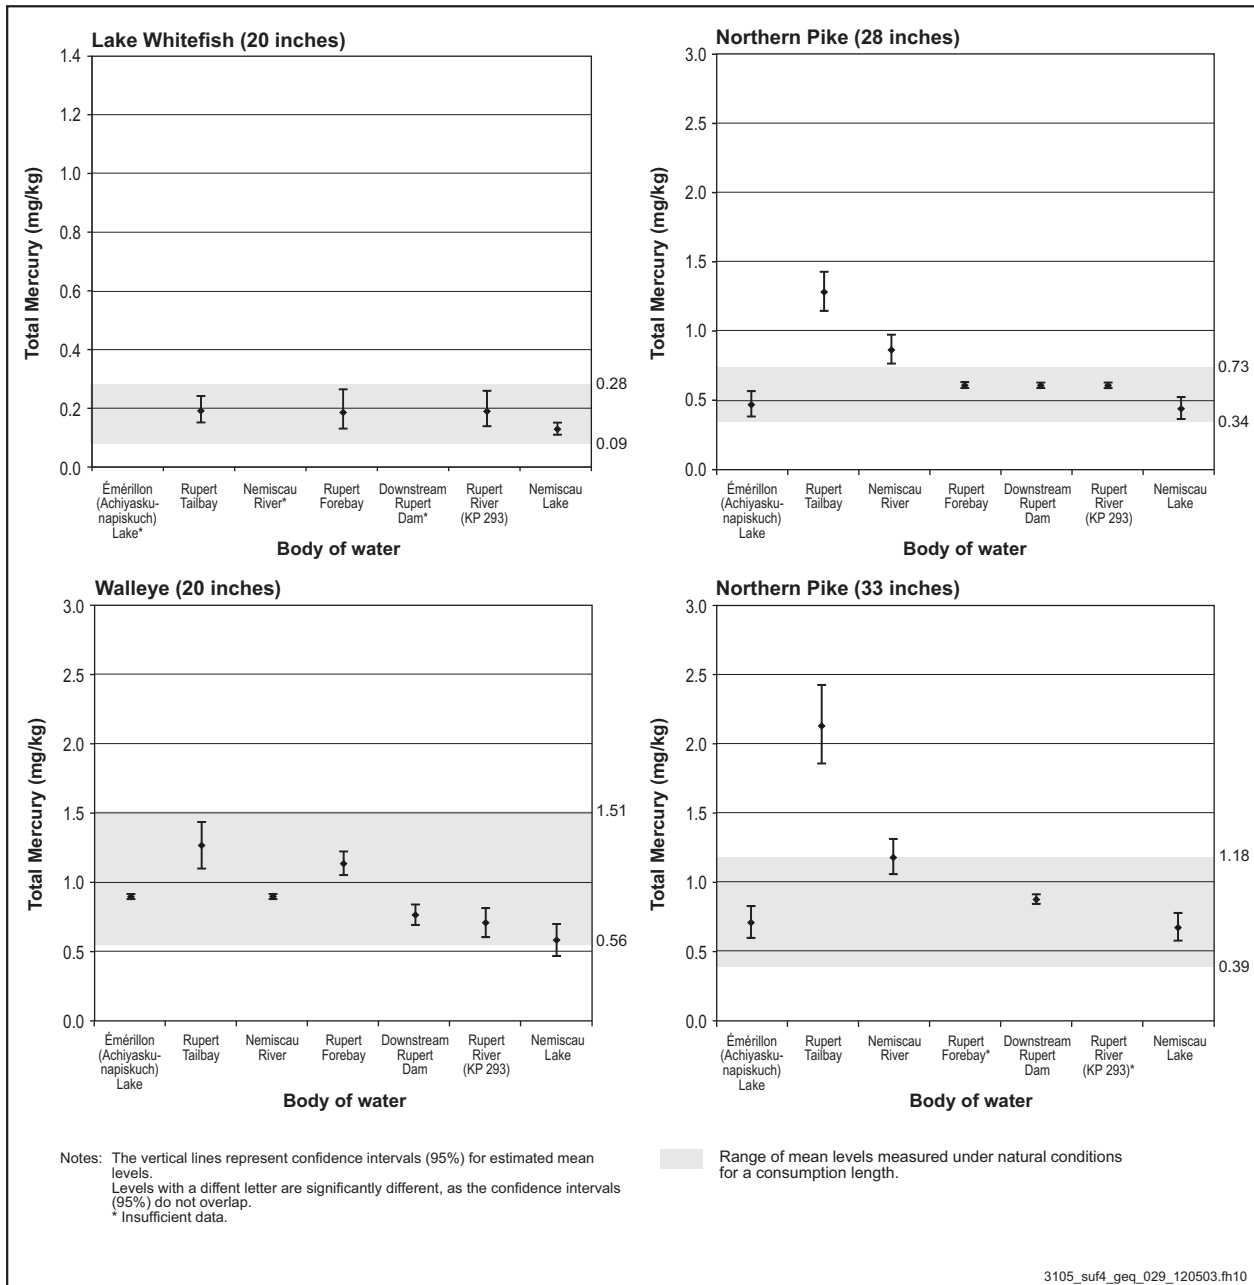 Lake Whitefish (20 inches)
Total Mercury (mg/kg)
1.4
1.2
1.0
0.8
0.6
0.4
0.2
0.0
0.28
0.09
Émérillon
(Achiyasku-
napiskuch)
Lake*
Rupert
Tailbay
Nemiscau
River*
Rupert
Forebay
Downstream
Rupert
Dam*
Rupert
River
(KP 293)
Nemiscau
Lake
Body of water
Northern Pike (28 inches)
Total Mercury (mg/kg)
3.0
2.5
2.0
1.5
1.0
0.5
0.0
0.73
0.34
Émérillon
(Achiyasku-
napiskuch)
Lake
Rupert
Tailbay
Nemiscau
River
Rupert
Forebay
Downstream
Rupert
Dam
Rupert
River
(KP 293)
Nemiscau
Lake
Body of water
Walleye (20 inches)
Total Mercury (mg/kg)
3.0
2.5
2.0
1.5
1.0
0.5
0.0
1.51
0.56
Émérillon
(Achiyasku-
napiskuch)
Lake
Rupert
Tailbay
Nemiscau
River
Rupert
Forebay
Downstream
Rupert
Dam
Rupert
River
(KP 293)
Nemiscau
Lake
Body of water
Northern Pike (33 inches)
Total Mercury (mg/kg)
3.0
2.5
2.0
1.5
1.0
0.5
0.0
1.18
0.39
Émérillon
(Achiyasku-
napiskuch)
Lake
Rupert
Tailbay
Nemiscau
River
Rupert
Forebay*
Downstream
Rupert
Dam
Rupert
River
(KP 293)*
Nemiscau
Lake
Body of water
Notes: The vertical lines represent confidence intervals (95%) for estimated mean
levels.
Levels with a diffent letter are significantly different, as the confidence intervals
(95%) do not overlap.
* Insufficient data.
Range of mean levels measured under natural conditions
for a consumption length.
3105_suf4_geq_029_120503.fh10